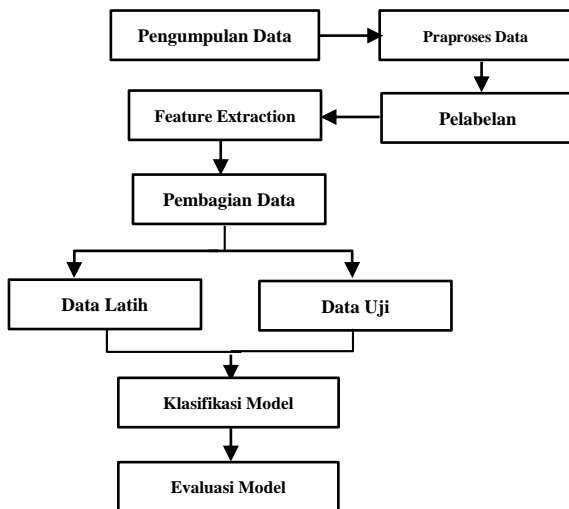 Pengumpulan Data
Praproses Data
Pelabelan
Feature Extraction
Pembagian Data
Data Latih
Data Uji
Klasifikasi Model
Evaluasi Model